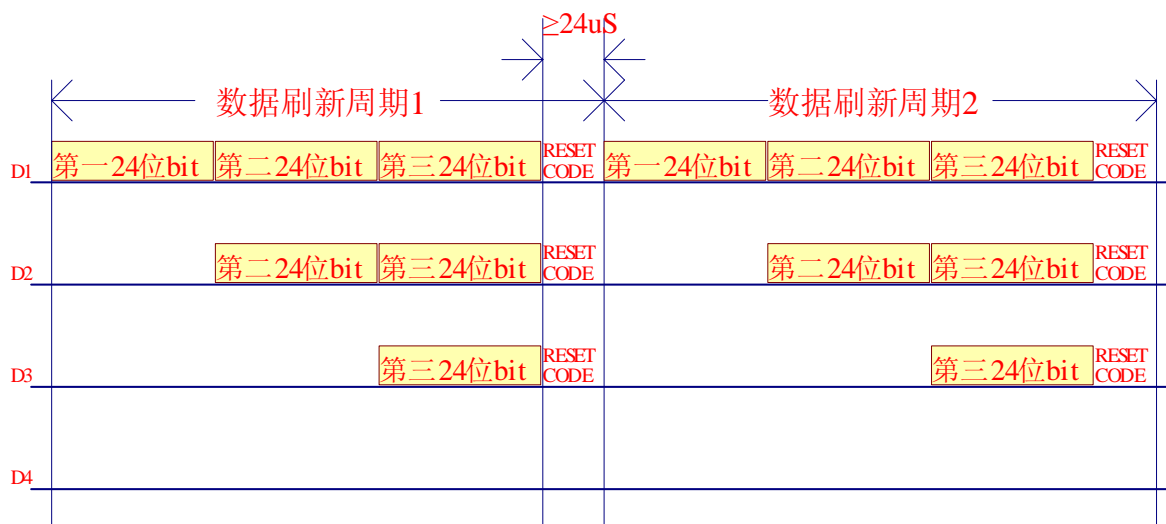 ≥24uS
数据刷新周期1
数据刷新周期2
D1
第一24位bit
第二24位bit
第三24位bit
RESET
CODE
第一24位bit
第二24位bit
第三24位bit
RESET
CODE
D2
第二24位bit
第三24位bit
RESET
CODE
第二24位bit
第三24位bit
RESET
CODE
D3
第三24位bit
RESET
CODE
第三24位bit
RESET
CODE
D4